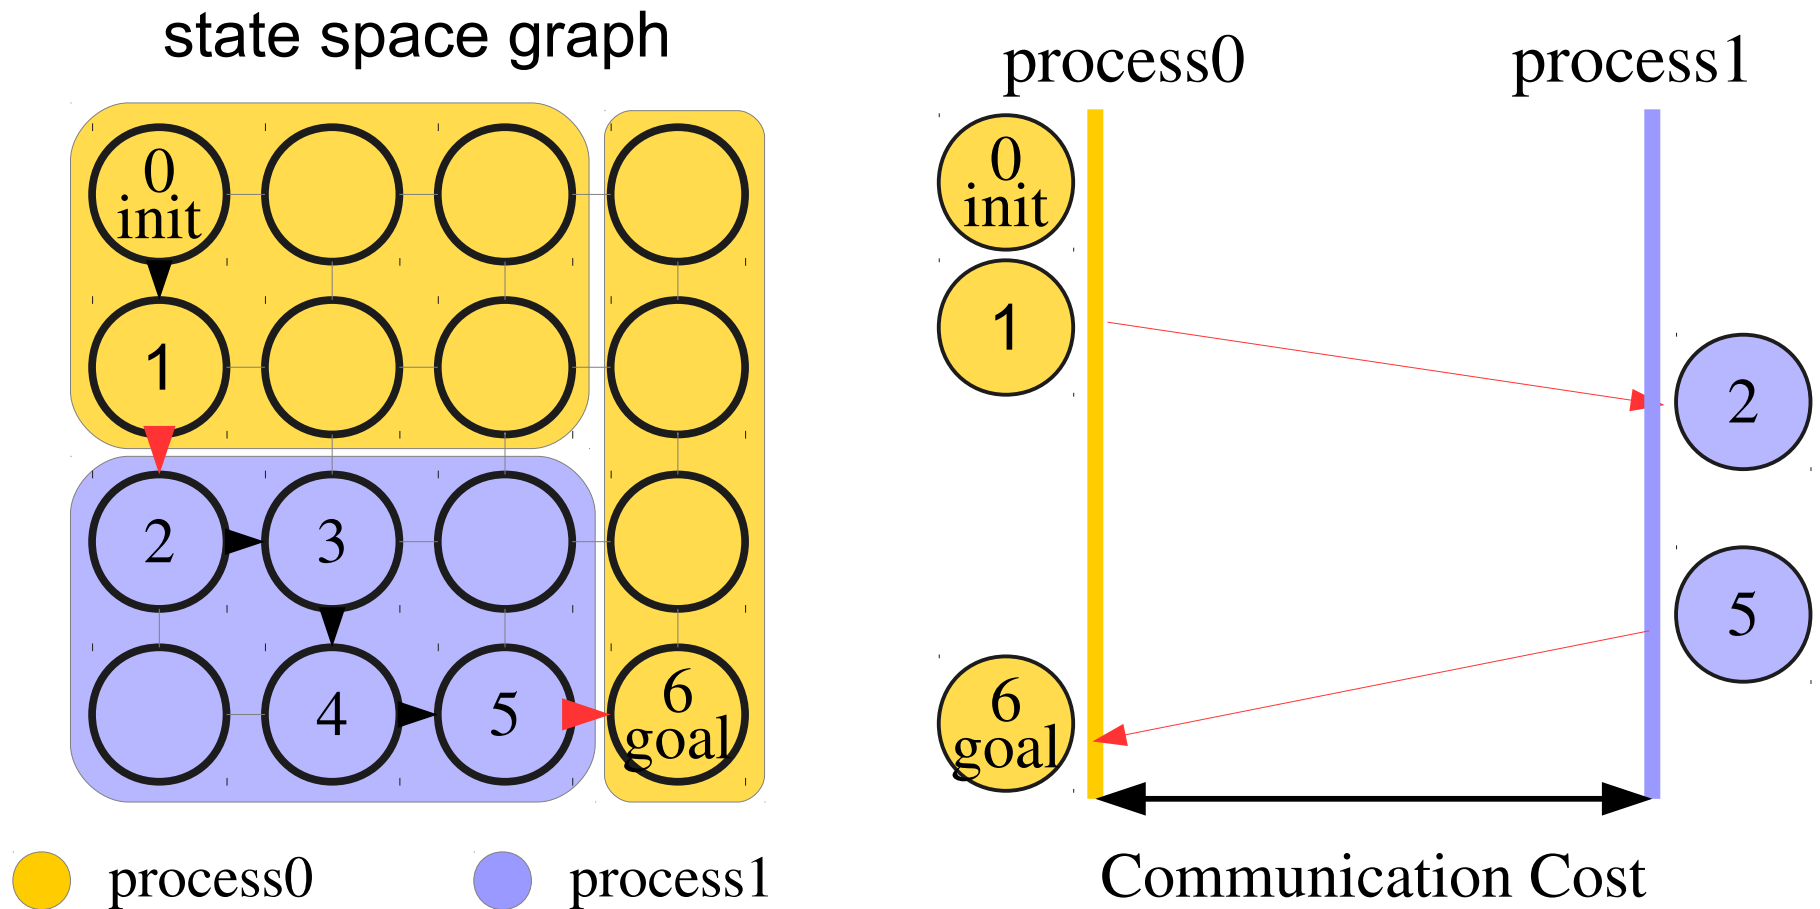 state space graph
0
init
1
2
3
4
5
6
goal
process0
process1
process0
process1
0
init
1
2
5
6
goal
Communication Cost